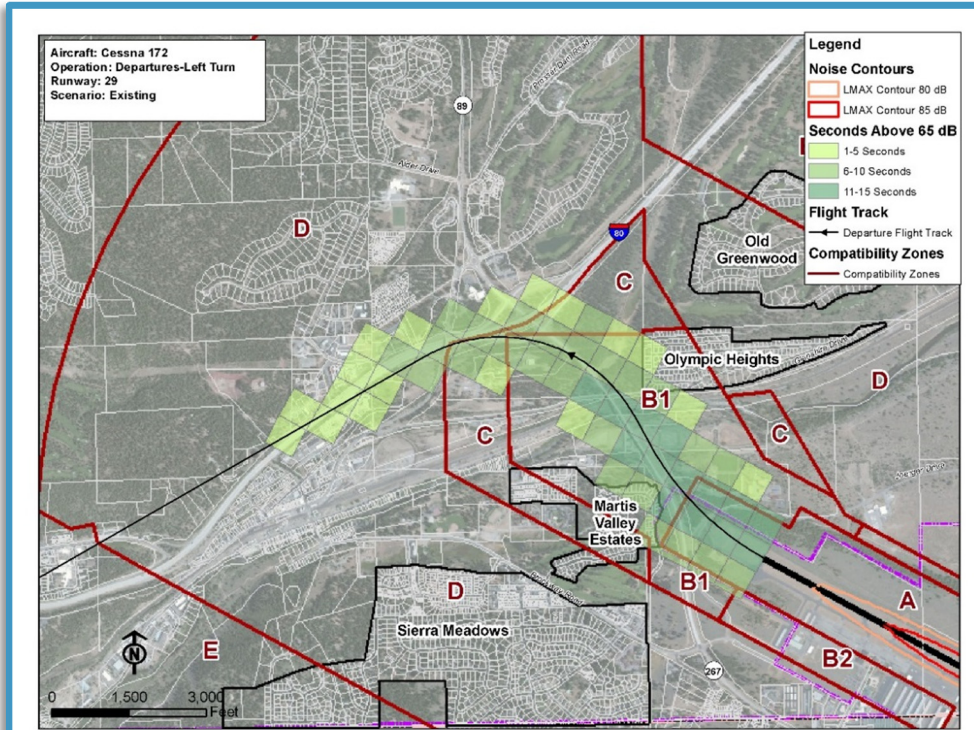 Aircraft: Cessna 172
Operation: Departures-Left Turn
Runway: 29
Scenario: Existing
Legend
Noise Contours
LMAX Contour 80 dB
LMAX Contour 85 dB
Seconds Above 65 dB
1-5 Seconds
6-10 Seconds
11-15 Seconds
Flight Track
Departure Flight Track
Compatibility Zones
Compatibility Zones
89
Alder Drive
D
80
C
Old
Greenwood
Olympic Heights
D
B1
C
C
Martis
Valley
Estates
B1
A
D
Sierra Meadows
B2
E
N
267
0 1,500 3,000
Feet